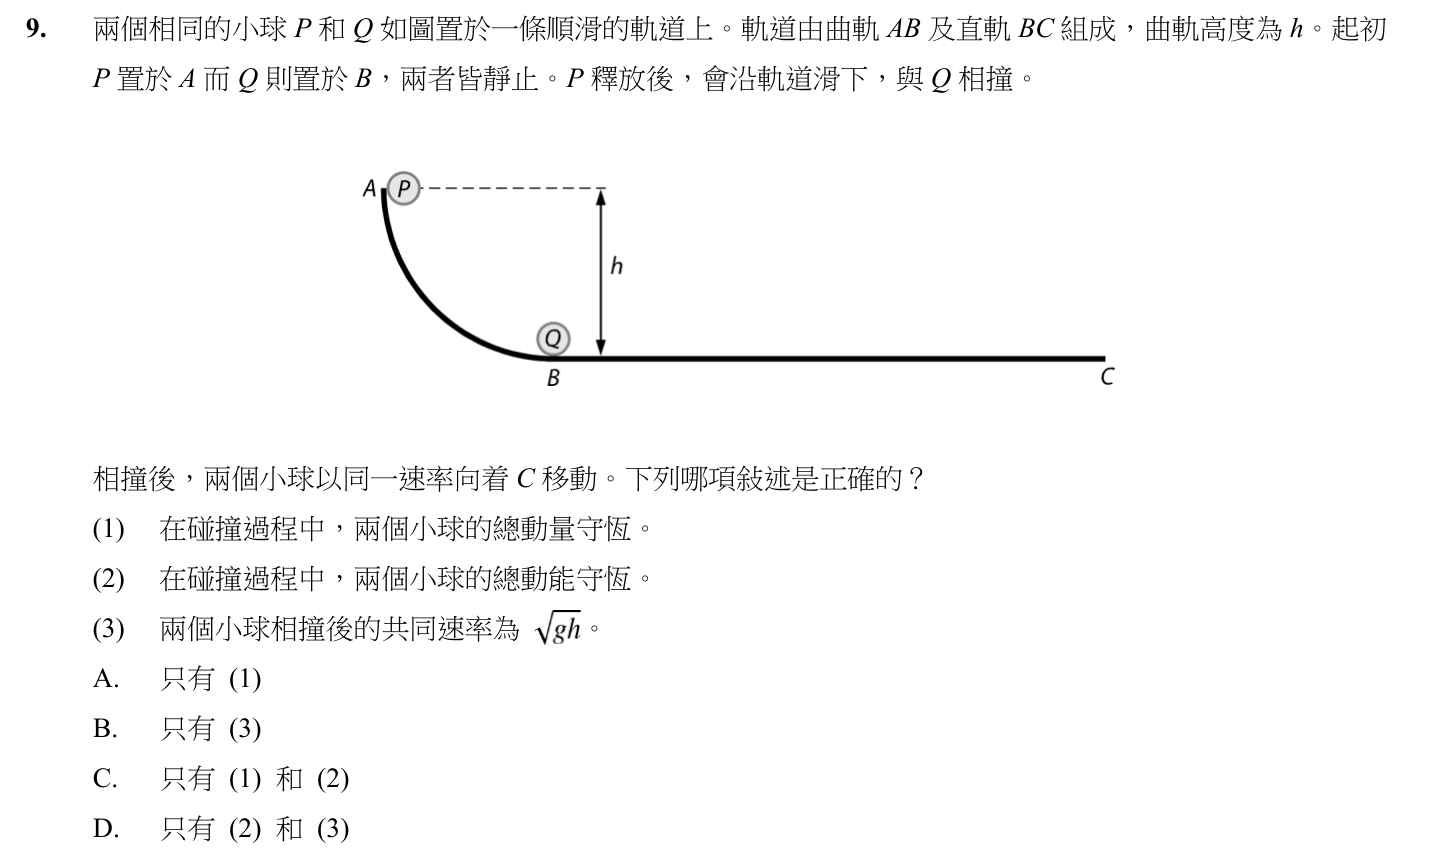 9. 兩個相同的小球 P 和 Q 如圖置於一條順滑的軌道上。軌道由曲軌 AB 及直軌 BC 組成，曲軌高度為 h。起初
P 置於 A 而 Q 則置於 B，兩者皆靜止。P 釋放後，會沿軌道滑下，與 Q 相撞。
A P
h
Q
B C
相撞後，兩個小球以同一速率向着 C 移動。下列哪項敍述是正確的？
(1) 在碰撞過程中，兩個小球的總動量守恆。
(2) 在碰撞過程中，兩個小球的總動能守恆。
(3) 兩個小球相撞後的共同速率為 √gh。
A. 只有 (1)
B. 只有 (3)
C. 只有 (1) 和 (2)
D. 只有 (2) 和 (3)